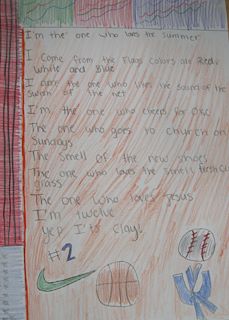 I'm the one who loves the summer
I come from the flags colors are Red
White and Blue
I am the one who likes the sound of the
swish of the net
I'm the one who cheers for OKC
The one who goes to church on
Sundays
The smell of the new shoes
The one who loves the smell fresh cut
grass
The one who loves Jesus
I'm twelve
yep It's Clay!
#2